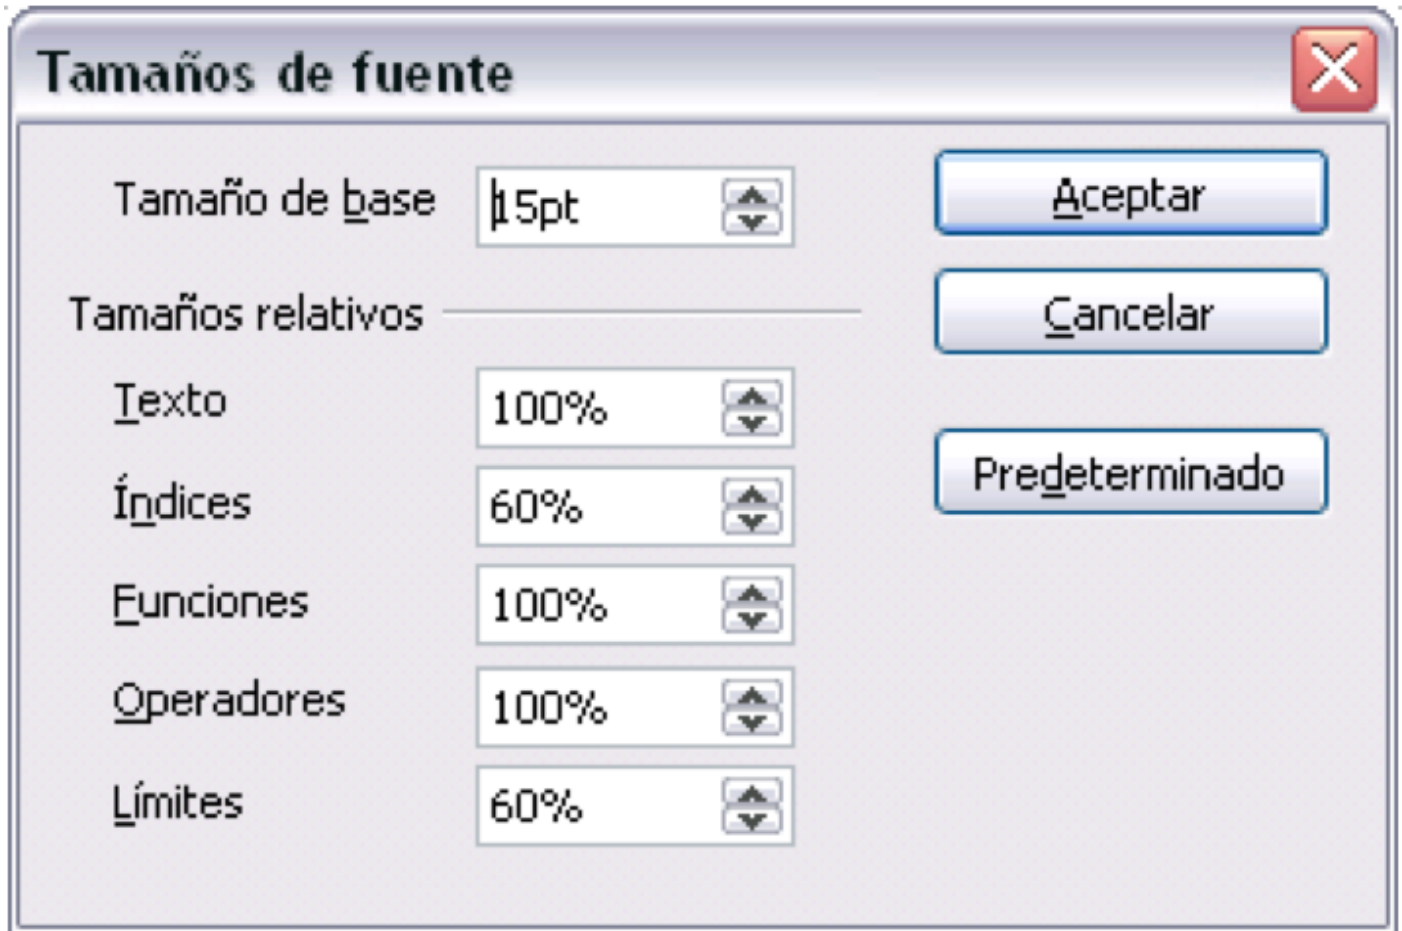 Tamaños de fuente
Tamaño de base 15pt Aceptar
Tamaños relativos Cancelar
Texto 100%
Predeterminado
Índices 60%
Funciones 100%
Operadores 100%
Límites 60%